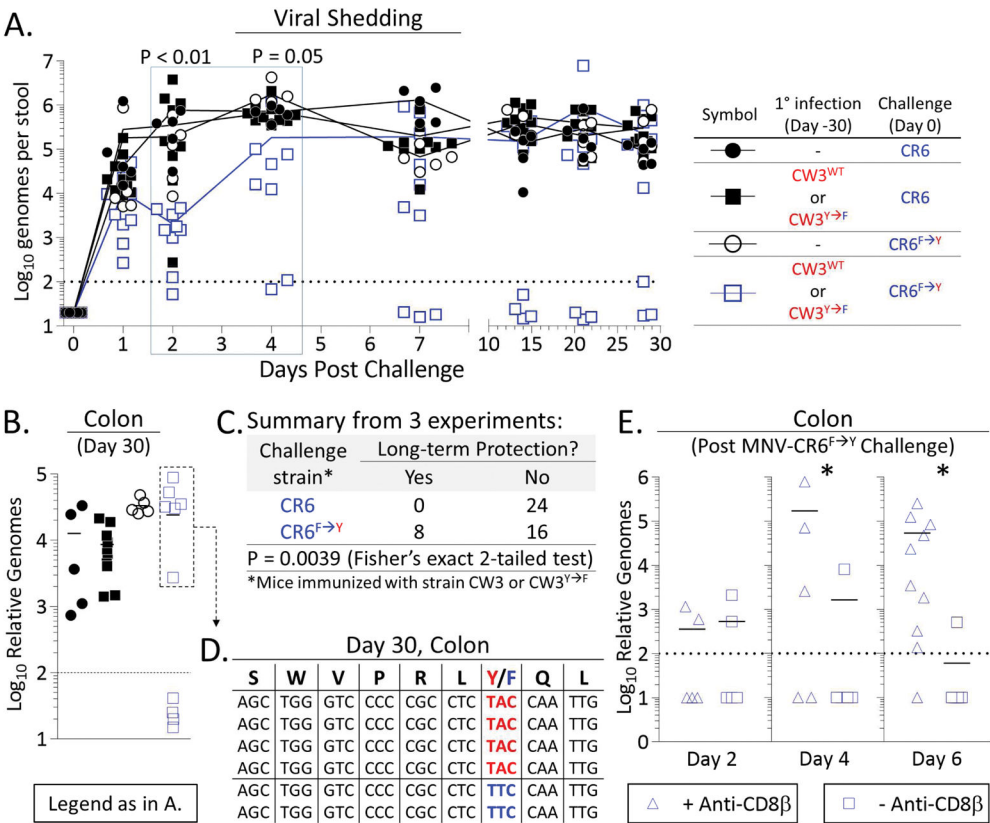 A.
Viral Shedding
P < 0.01
P = 0.05
Log10 genomes per stool
7
6
5
4
3
2
1
0 1 2 3 4 5 6 7 10 15 20 25 30
Days Post Challenge
Symbol 1° infection (Day -30) Challenge (Day 0)
- CR6
CW3WT or CW3Y→F CR6
- CR6F→Y
CW3WT or CW3Y→F CR6F→Y
B.
Colon
(Day 30)
Log10 Relative Genomes
5
4
3
2
1
Legend as in A.
C. Summary from 3 experiments:
Challenge strain* Long-term Protection?
Yes No
CR6 0 24
CR6F→Y 8 16
P = 0.0039 (Fisher's exact 2-tailed test)
*Mice immunized with strain CW3 or CW3Y→F
D.
Day 30, Colon
S W V P R L Y/F Q L
AGC TGG GTC CCC CGC CTC TAC CAA TTG
AGC TGG GTC CCC CGC CTC TAC CAA TTG
AGC TGG GTC CCC CGC CTC TAC CAA TTG
AGC TGG GTC CCC CGC CTC TAC CAA TTG
AGC TGG GTC CCC CGC CTC TTC CAA TTG
AGC TGG GTC CCC CGC CTC TTC CAA TTG
E.
Colon
(Post MNV-CR6F→Y Challenge)
* *
Log10 Relative Genomes
6
5
4
3
2
1
0
Day 2 Day 4 Day 6
+ Anti-CD8β
- Anti-CD8β